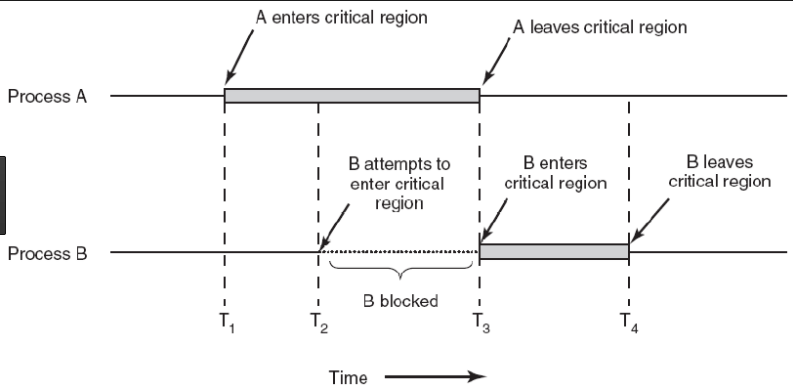 A enters critical region
A leaves critical region
Process A
B attempts to
enter critical
region
B enters
critical region
B leaves
critical region
Process B
B blocked
T1
T2
T3
T4
Time